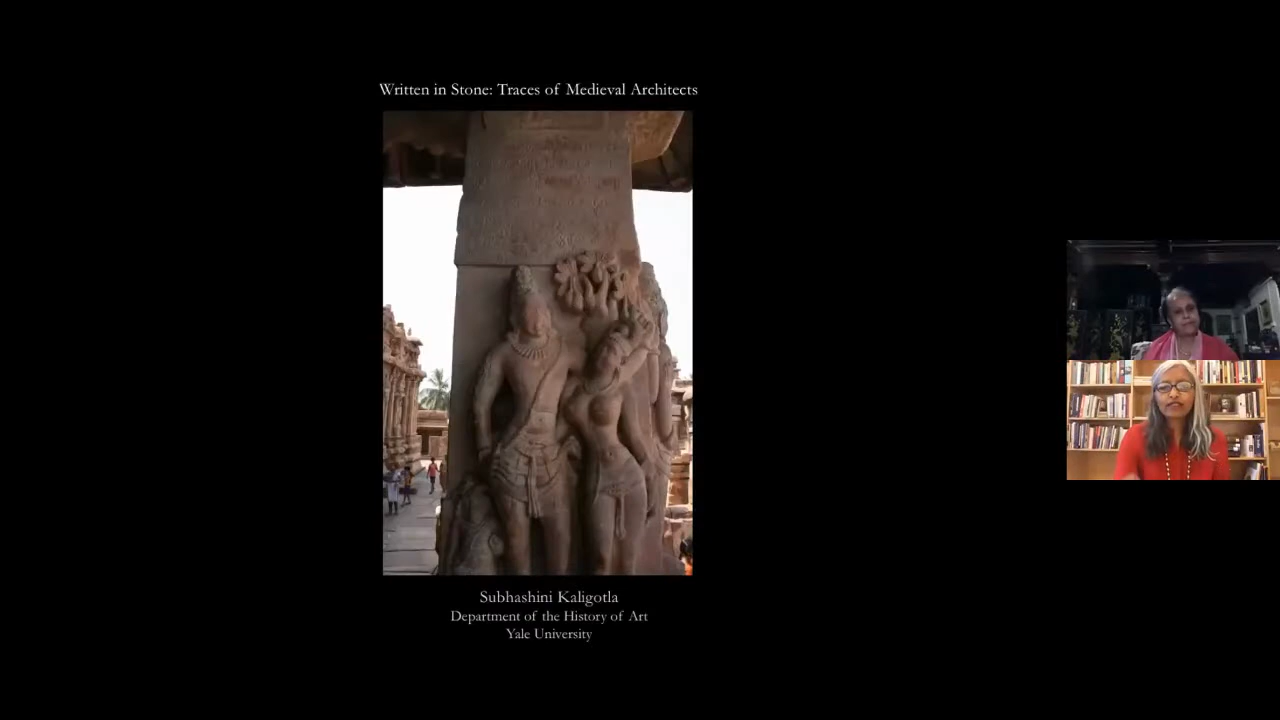 Written in Stone: Traces of Medieval Architects
Subhashini Kaligotla
Department of the History of Art
Yale University